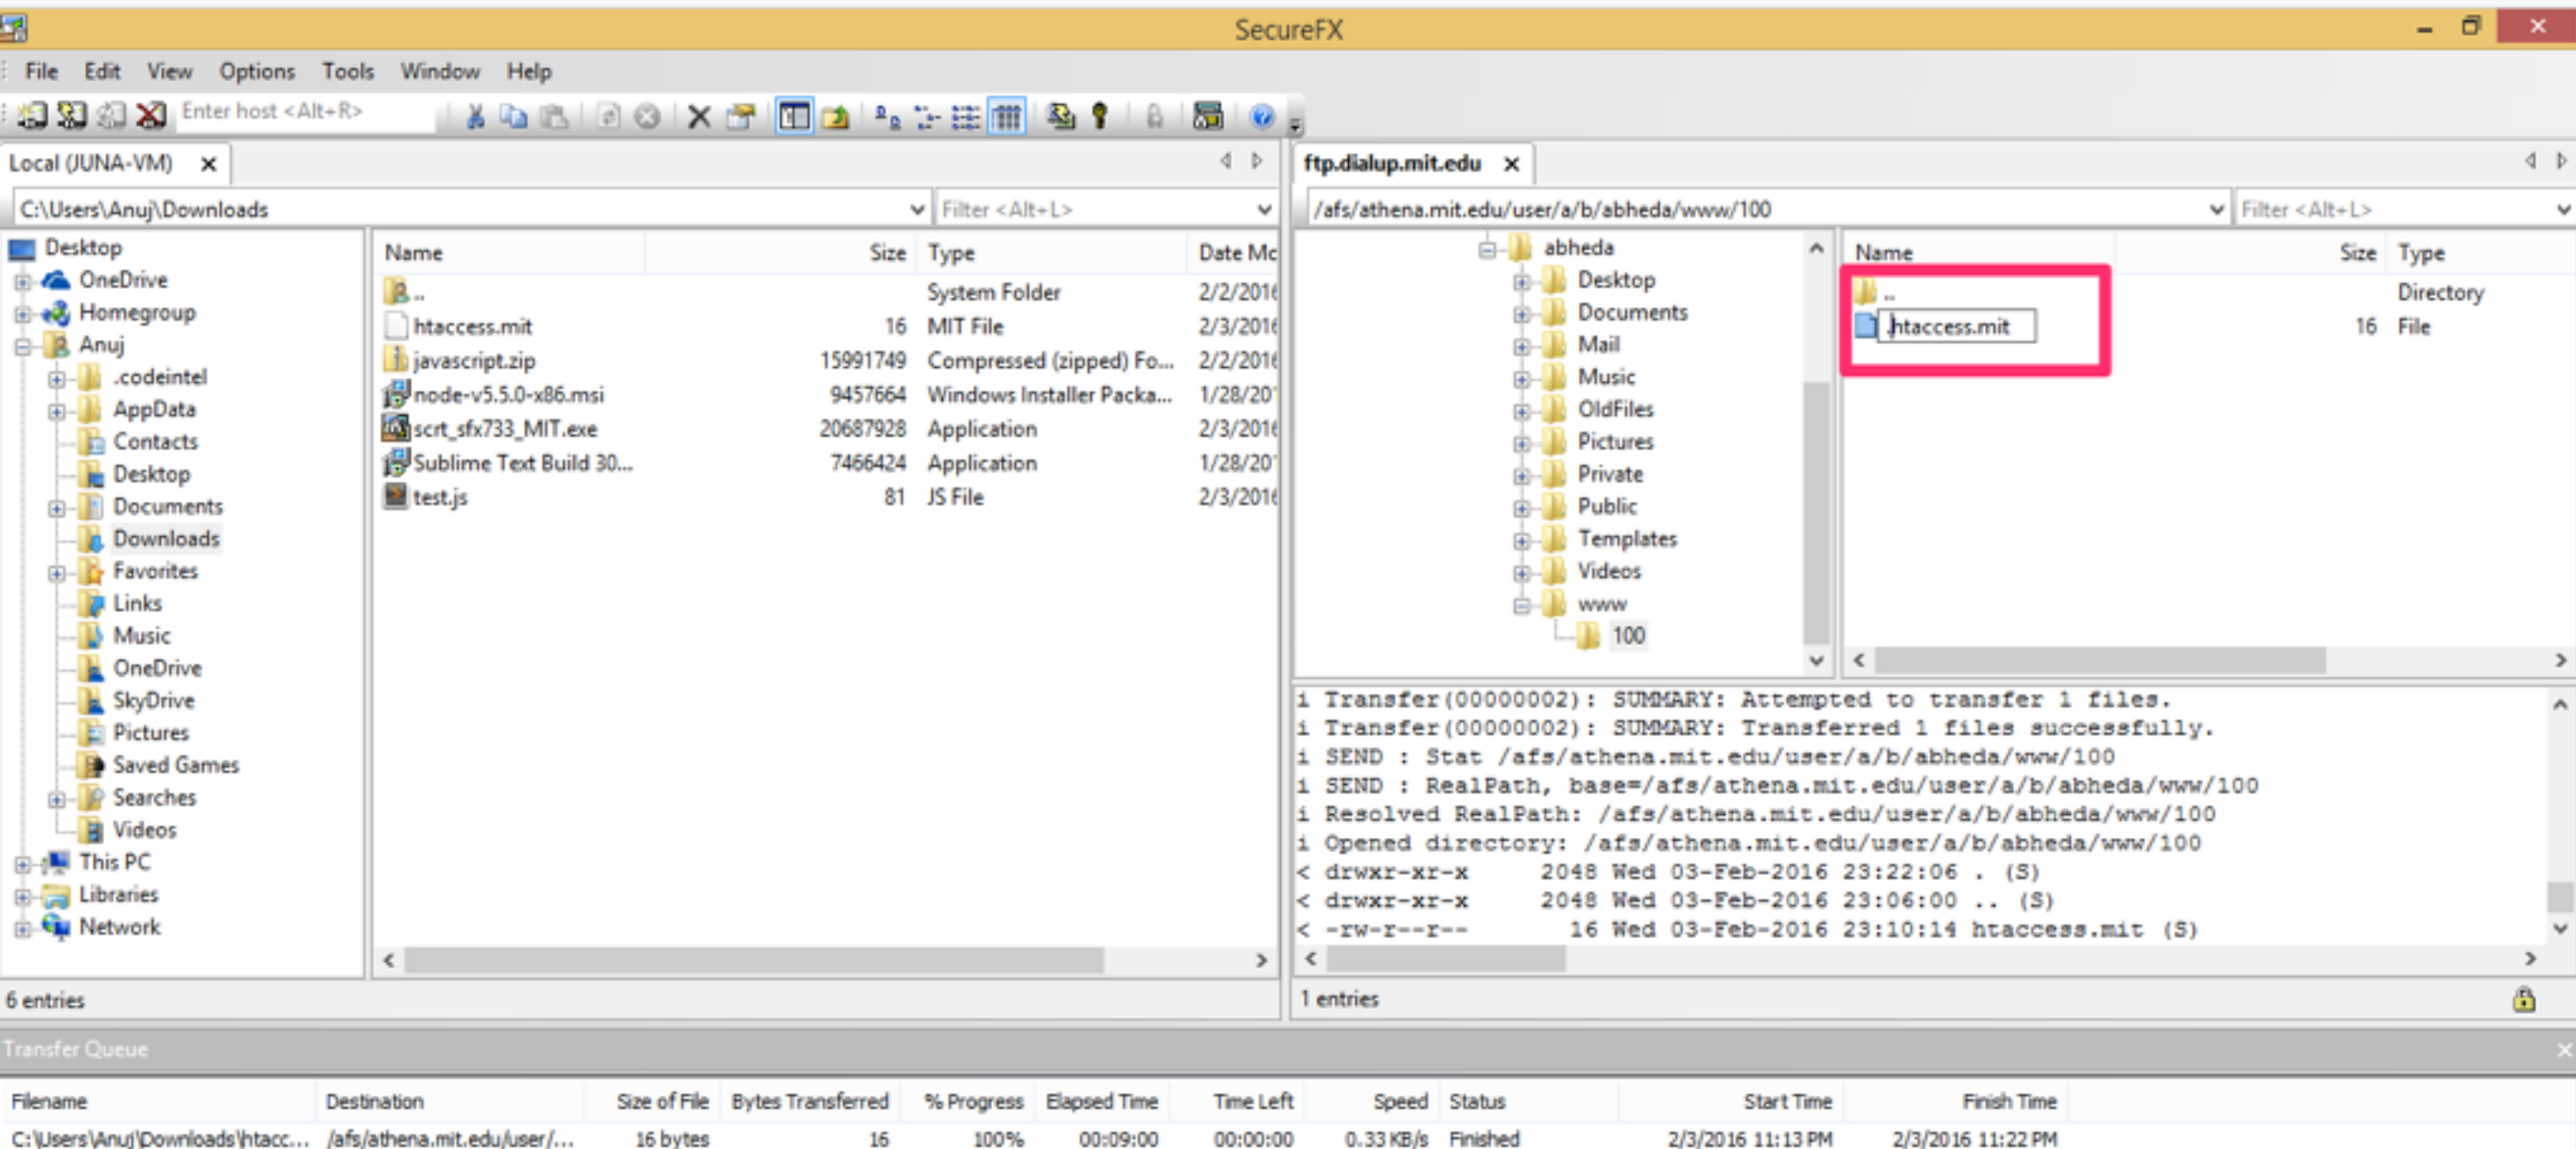 SecureFX
File Edit View Options Tools Window Help
Enter host <Alt+R>
Local (JUNA-VM)
C:\Users\Anuj\Downloads
Filter <Alt+L>
Desktop
OneDrive
Homegroup
Anuj
.codeintel
AppData
Contacts
Desktop
Documents
Downloads
Favorites
Links
Music
OneDrive
SkyDrive
Pictures
Saved Games
Searches
Videos
This PC
Libraries
Network
Name Size Type Date Mo
.. System Folder 2/2/2016
htaccess.mit 16 MIT File 2/3/2016
javascript.zip 15991749 Compressed (zipped) Fo... 2/2/2016
node-v5.5.0-x86.msi 9457664 Windows Installer Packa... 1/28/20
scrt_sfx733_MIT.exe 20687928 Application 2/3/2016
Sublime Text Build 30... 7466424 Application 1/28/20
test.js 81 JS File 2/3/2016
6 entries
ftp.dialup.mit.edu
/afs/athena.mit.edu/user/a/b/abheda/www/100
Filter <Alt+L>
abheda
Desktop
Documents
Mail
Music
OldFiles
Pictures
Private
Public
Templates
Videos
www
100
Name Size Type
.. Directory
.htaccess.mit 16 File
i Transfer(00000002): SUMMARY: Attempted to transfer 1 files.
i Transfer(00000002): SUMMARY: Transferred 1 files successfully.
i SEND : Stat /afs/athena.mit.edu/user/a/b/abheda/www/100
i SEND : RealPath, base=/afs/athena.mit.edu/user/a/b/abheda/www/100
i Resolved RealPath: /afs/athena.mit.edu/user/a/b/abheda/www/100
i Opened directory: /afs/athena.mit.edu/user/a/b/abheda/www/100
< drwxr-xr-x 2048 Wed 03-Feb-2016 23:22:06 . (S)
< drwxr-xr-x 2048 Wed 03-Feb-2016 23:06:00 .. (S)
< -rw-r--r-- 16 Wed 03-Feb-2016 23:10:14 htaccess.mit (S)
1 entries
Transfer Queue
Filename Destination Size of File Bytes Transferred % Progress Elapsed Time Time Left Speed Status Start Time Finish Time
C:\Users\Anuj\Downloads\htacc... /afs/athena.mit.edu/user/... 16 bytes 16 100% 00:09:00 00:00:00 0.33 KB/s Finished 2/3/2016 11:13 PM 2/3/2016 11:22 PM